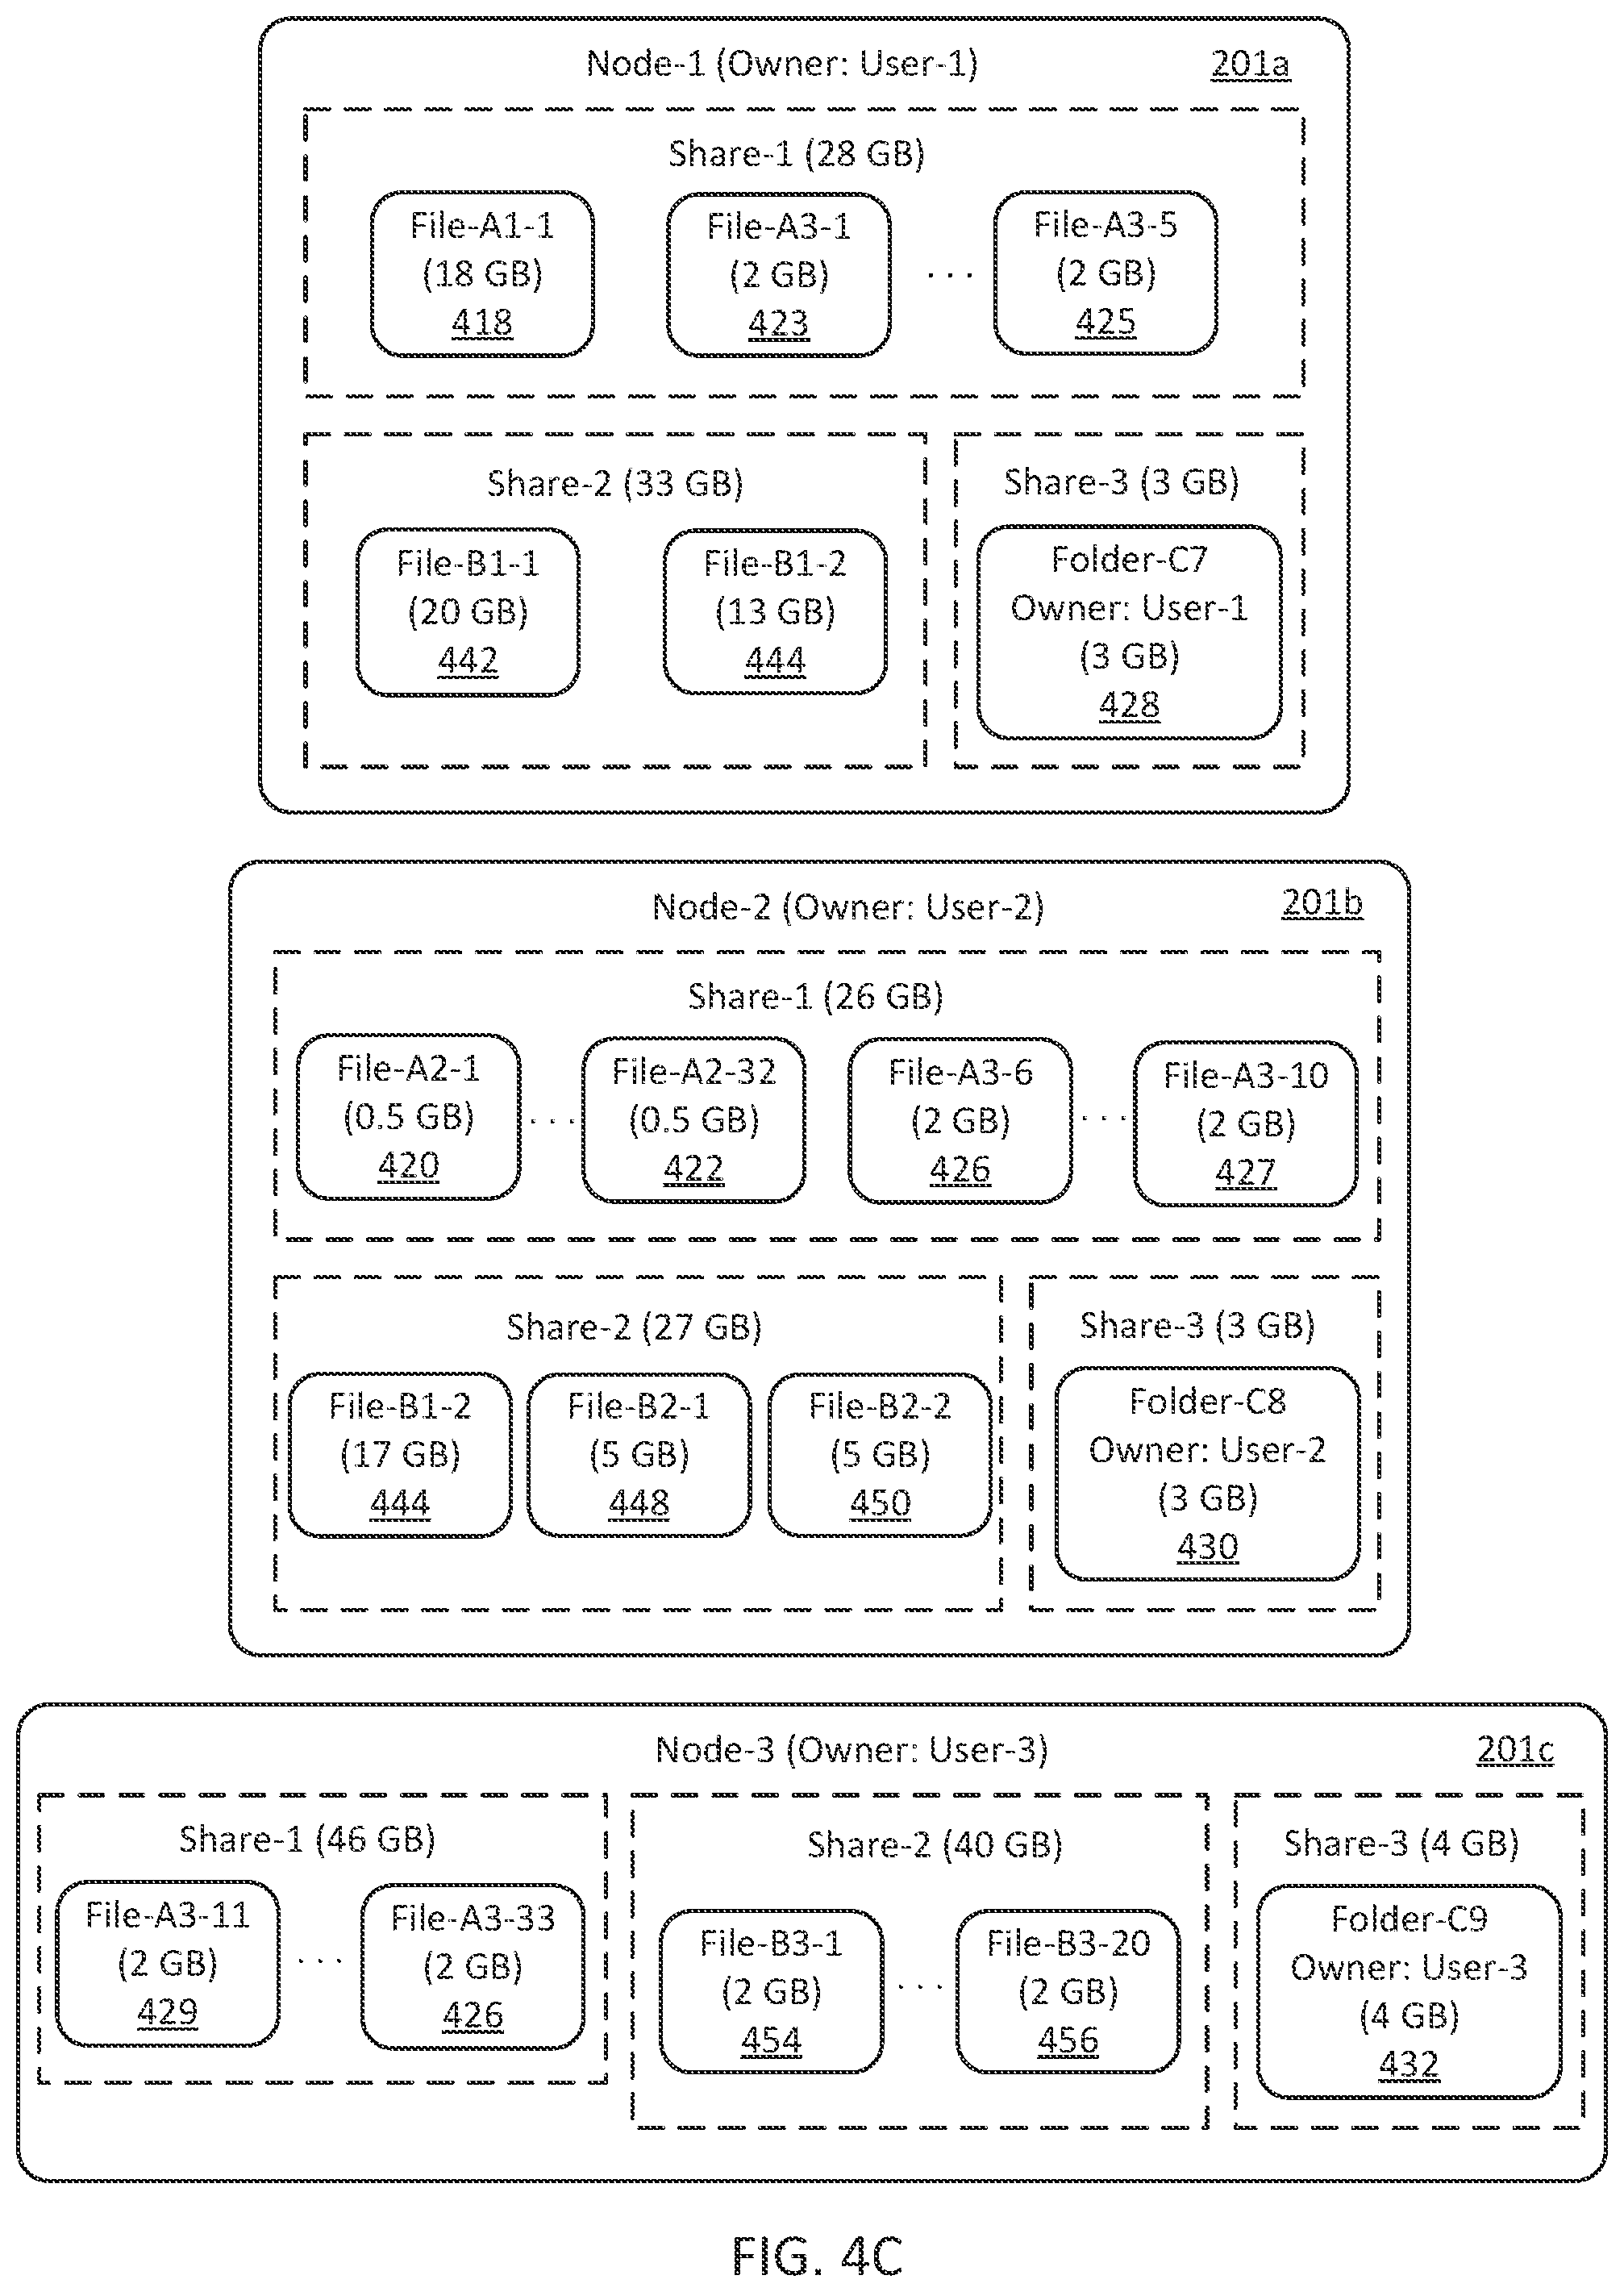 Node-1 (Owner: User-1) 201a
Share-1 (28 GB)
File-A1-1 File-A3-1 File-A3-5
(18 GB) (2 GB) . . . (2 GB)
418 423 425
Share-2 (33 GB) Share-3 (3 GB)
File-B1-1 File-B1-2 Folder-C7
(20 GB) (13 GB) Owner: User-1
442 444 (3 GB)
428
Node-2 (Owner: User-2) 201b
Share-1 (26 GB)
File-A2-1 File-A2-32 File-A3-6 File-A3-10
(0.5 GB) . . . (0.5 GB) (2 GB) . . . (2 GB)
420 422 426 427
Share-2 (27 GB) Share-3 (3 GB)
File-B1-2 File-B2-1 File-B2-2 Folder-C8
(17 GB) (5 GB) (5 GB) Owner: User-2
444 448 450 (3 GB)
430
Node-3 (Owner: User-3) 201c
Share-1 (46 GB) Share-2 (40 GB) Share-3 (4 GB)
File-A3-11 File-A3-33 File-B3-1 File-B3-20 Folder-C9
(2 GB) . . . (2 GB) (2 GB) . . . (2 GB) Owner: User-3
429 426 454 456 (4 GB)
432
FIG. 4C